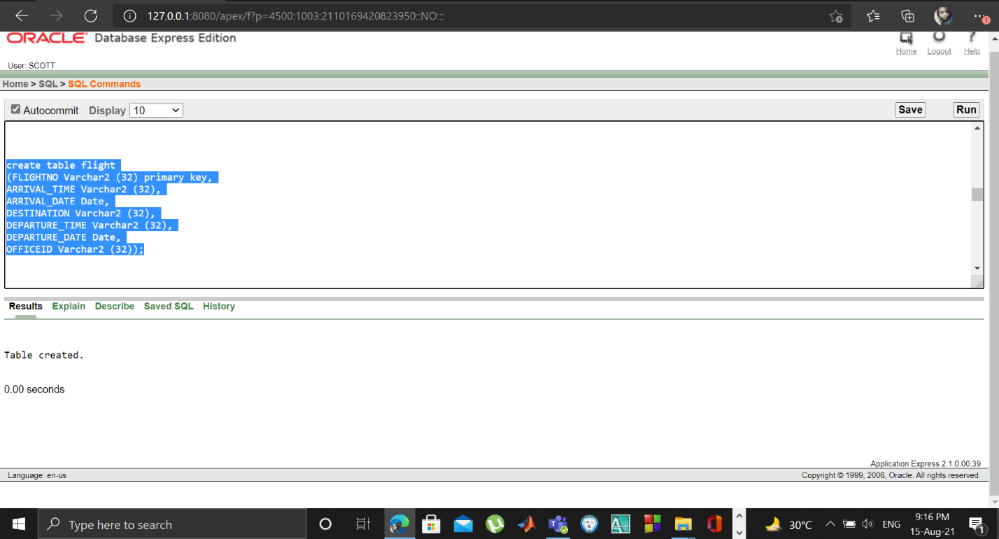 127.0.0.1:8080/apex/f?p=4500:1003:2110169420823950::NO:::
ORACLE Database Express Edition
Home Logout Help
User: SCOTT
Home > SQL > SQL Commands
Autocommit Display 10 Save Run
create table flight
(FLIGHTNO Varchar2 (32) primary key,
ARRIVAL_TIME Varchar2 (32),
ARRIVAL_DATE Date,
DESTINATION Varchar2 (32),
DEPARTURE_TIME Varchar2 (32),
DEPARTURE_DATE Date,
OFFICEID Varchar2 (32));
Results Explain Describe Saved SQL History
Table created.
0.00 seconds
Application Express 2.1.0.00.39
Language: en-us Copyright © 1999, 2006, Oracle. All rights reserved.
Type here to search 30°C ENG 9:16 PM
15-Aug-21 1